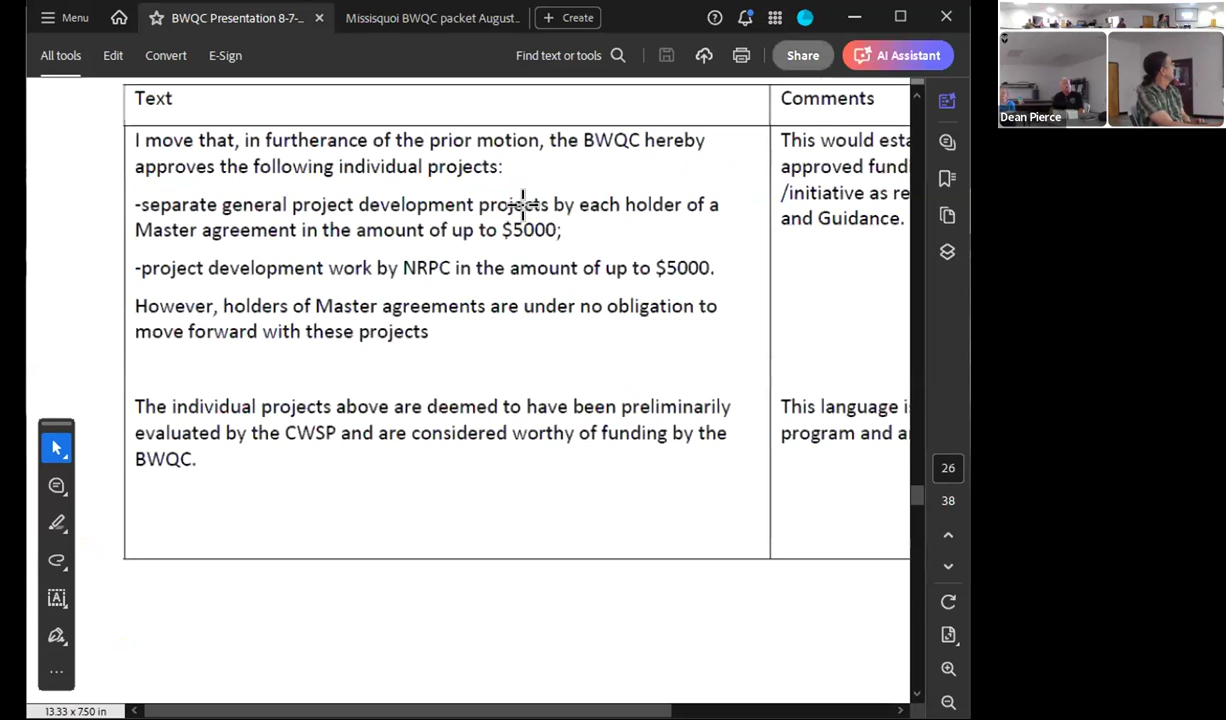 Menu
BWQC Presentation 8-7-...
Missisquoi BWQC packet August...
Create
All tools
Edit
Convert
E-Sign
Find text or tools
Share
AI Assistant
Dean Pierce
Text
Comments
I move that, in furtherance of the prior motion, the BWQC hereby
approves the following individual projects:
-separate general project development projects by each holder of a
Master agreement in the amount of up to $5000;
-project development work by NRPC in the amount of up to $5000.
However, holders of Master agreements are under no obligation to
move forward with these projects
This would esta
approved fundi
/initiative as re
and Guidance.
The individual projects above are deemed to have been preliminarily
evaluated by the CWSP and are considered worthy of funding by the
BWQC.
This language i
program and a
26
38
13.33 x 7.50 in